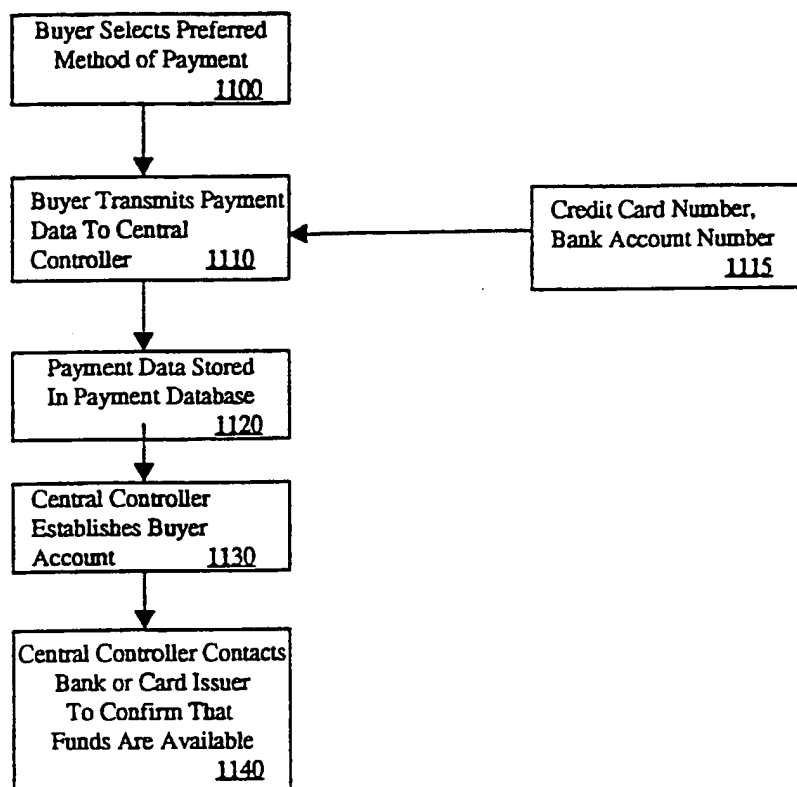 Buyer Selects Preferred
Method of Payment
1100
Buyer Transmits Payment
Data To Central
Controller 1110
Credit Card Number,
Bank Account Number
1115
Payment Data Stored
In Payment Database
1120
Central Controller
Establishes Buyer
Account 1130
Central Controller Contacts
Bank or Card Issuer
To Confirm That
Funds Are Available
1140